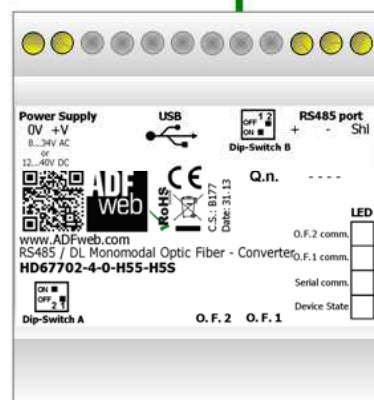 Power Supply
0V +V
8...34V AC
or
12...40V DC
USB
OFF 1 2
ON
Dip-Switch B
RS485 port
+ - Shl
ADF
web
CE
RoHS
C.S.: B177
Date: 31.13
Q.n. - - - -
LED
www.ADFweb.com
RS485 / DL Monomodal Optic Fiber - Converter
HD67702-4-0-H55-H5S
O.F.2 comm.
O.F.1 comm.
Serial comm.
Device State
ON
OFF 2 1
Dip-Switch A
O. F. 2 O. F. 1